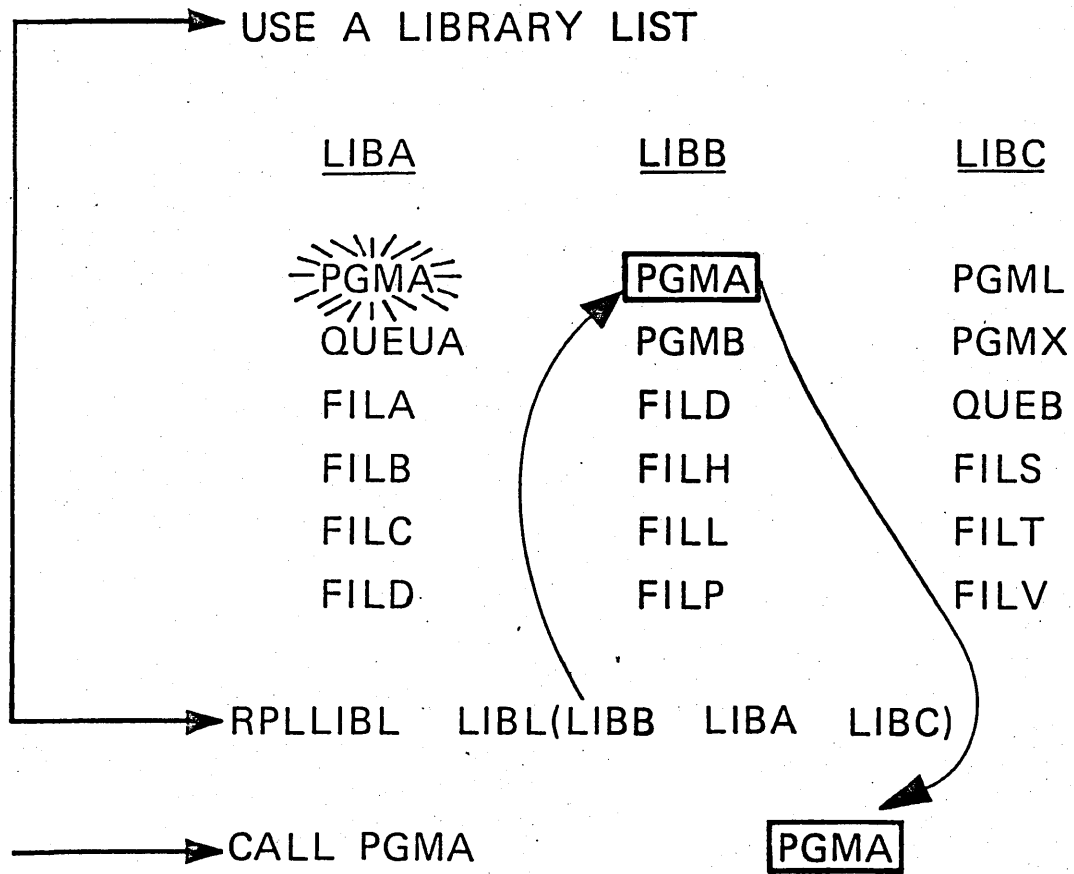 USE A LIBRARY LIST
LIBA LIBB LIBC
PGMA PGMA PGML
QUEUA PGMB PGMX
FILA FILD QUEB
FILB FILH FILS
FILC FILL FILT
FILD FILP FILV
RPLLIBL LIBL(LIBB LIBA LIBC)
CALL PGMA PGMA